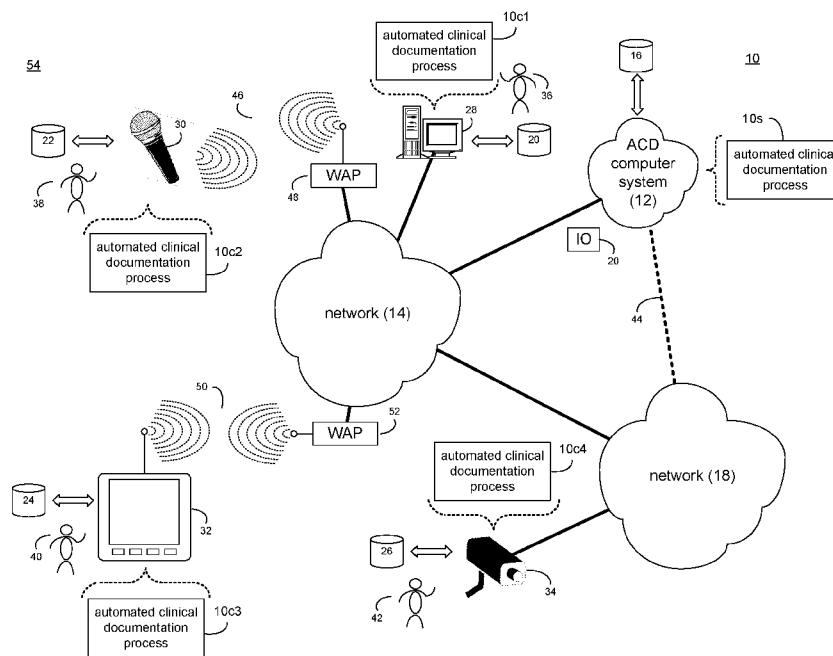 10c1
automated clinical
documentation
process
16
10
54
46
36
28
20
ACD
computer
system
(12)
10s
automated clinical
documentation
process
22
30
WAP
48
38
automated clinical
documentation
process
10c2
IO
20
network (14)
44
50
WAP
52
network (18)
automated clinical
documentation
process
10c4
24
32
40
26
34
42
automated clinical
documentation
process
10c3